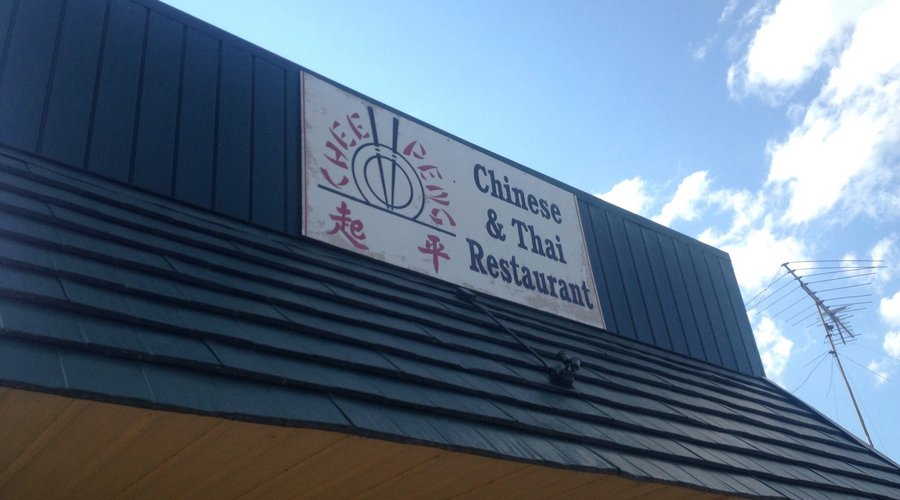 CHEE PENG
起平
Chinese
& Thai
Restaurant